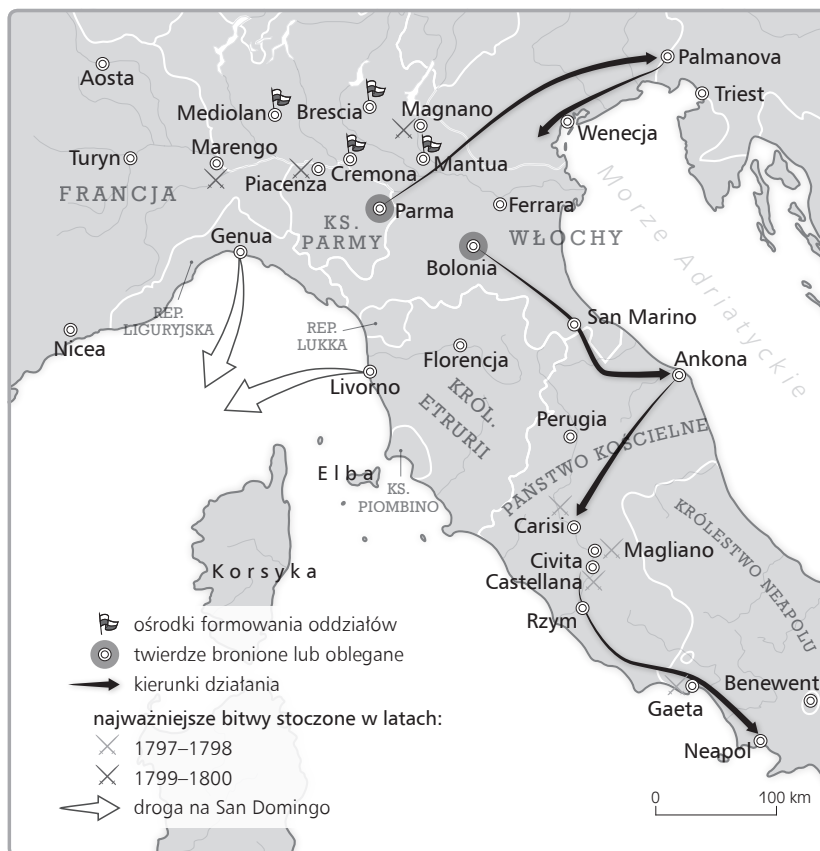 Palmanova
Aosta
Triest
Mediolan
Brescia
Magnano
Wenecja
Marengo
Turyn
Piacenza
Cremona
Mantua
FRANCJA
Parma
Ferrara
KS.
PARMY
WŁOCHY
Morze Adriatyckie
Genua
Bolonia
REP.
LIGURYJSKA
REP.
LUKKA
San Marino
Nicea
Florencja
Ankona
Livorno
KRÓL.
ETRURII
Perugia
PAŃSTWO KOŚCIELNE
Elba
KS.
PIOMBINO
KRÓLESTWO NEAPOLU
Carisi
Magliano
Civita
Castellana
Korsyka
Rzym
ośrodki formowania oddziałów
twierdze bronione lub oblegane
kierunki działania
Benewent
Gaeta
najważniejsze bitwy stoczone w latach:
1797–1798
Neapol
1799–1800
droga na San Domingo
0 100 km